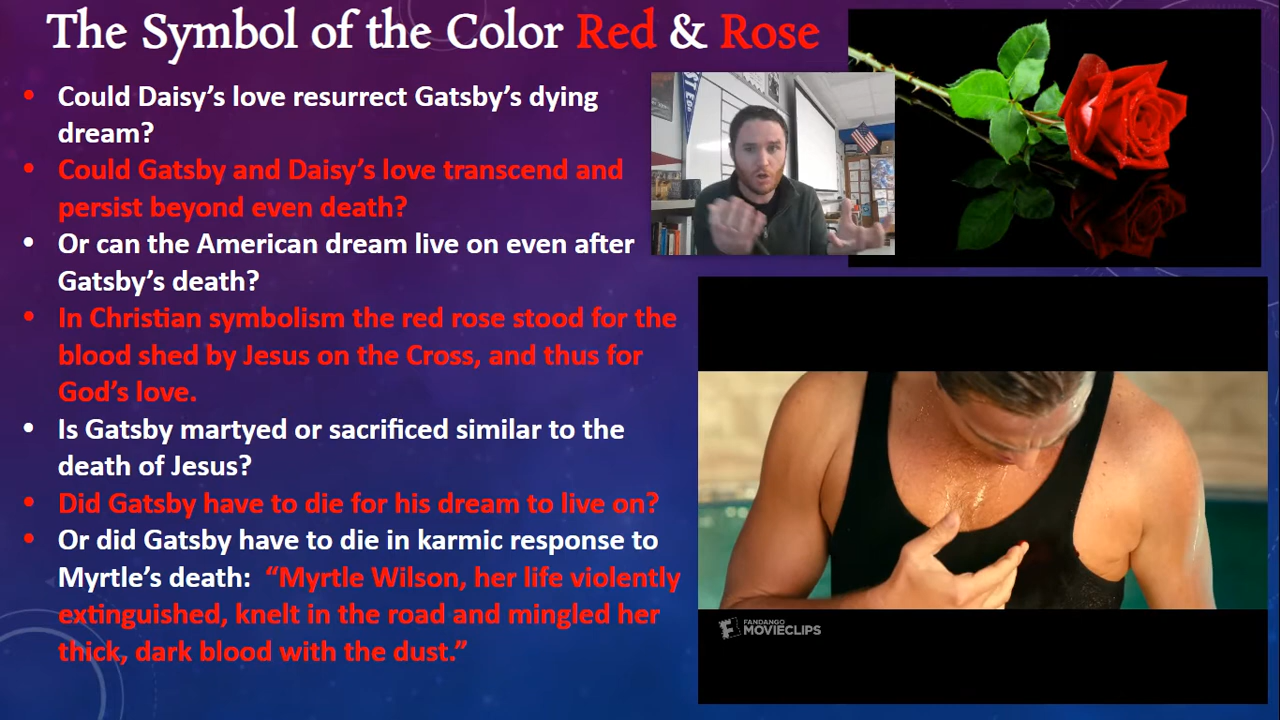 The Symbol of the Color Red & Rose
Could Daisy's love resurrect Gatsby's dying
dream?
Could Gatsby and Daisy's love transcend and
persist beyond even death?
Or can the American dream live on even after
Gatsby's death?
In Christian symbolism the red rose stood for the
blood shed by Jesus on the Cross, and thus for
God's love.
Is Gatsby martyed or sacrificed similar to the
death of Jesus?
Did Gatsby have to die for his dream to live on?
Or did Gatsby have to die in karmic response to
Myrtle's death: “Myrtle Wilson, her life violently
extinguished, knelt in the road and mingled her
thick, dark blood with the dust.”
FANDANGO
MOVIECLIPS